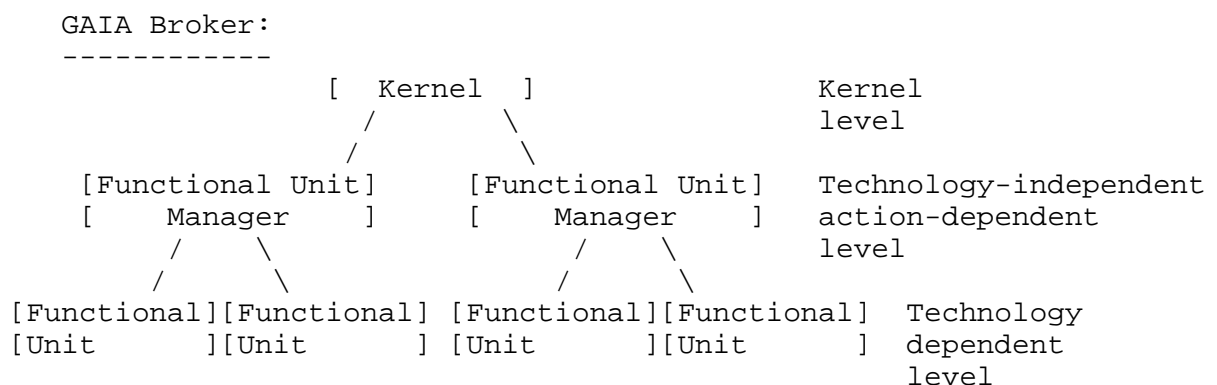 GAIA Broker:
------------
[  Kernel  ]                  Kernel
/        \                 level
/          \
[Functional Unit]     [Functional Unit]   Technology-independent
[    Manager    ]     [    Manager    ]   action-dependent
/    \                 /    \       level
/      \               /      \
[Functional][Functional] [Functional][Functional]  Technology
[Unit      ][Unit      ] [Unit      ][Unit      ]  dependent
level